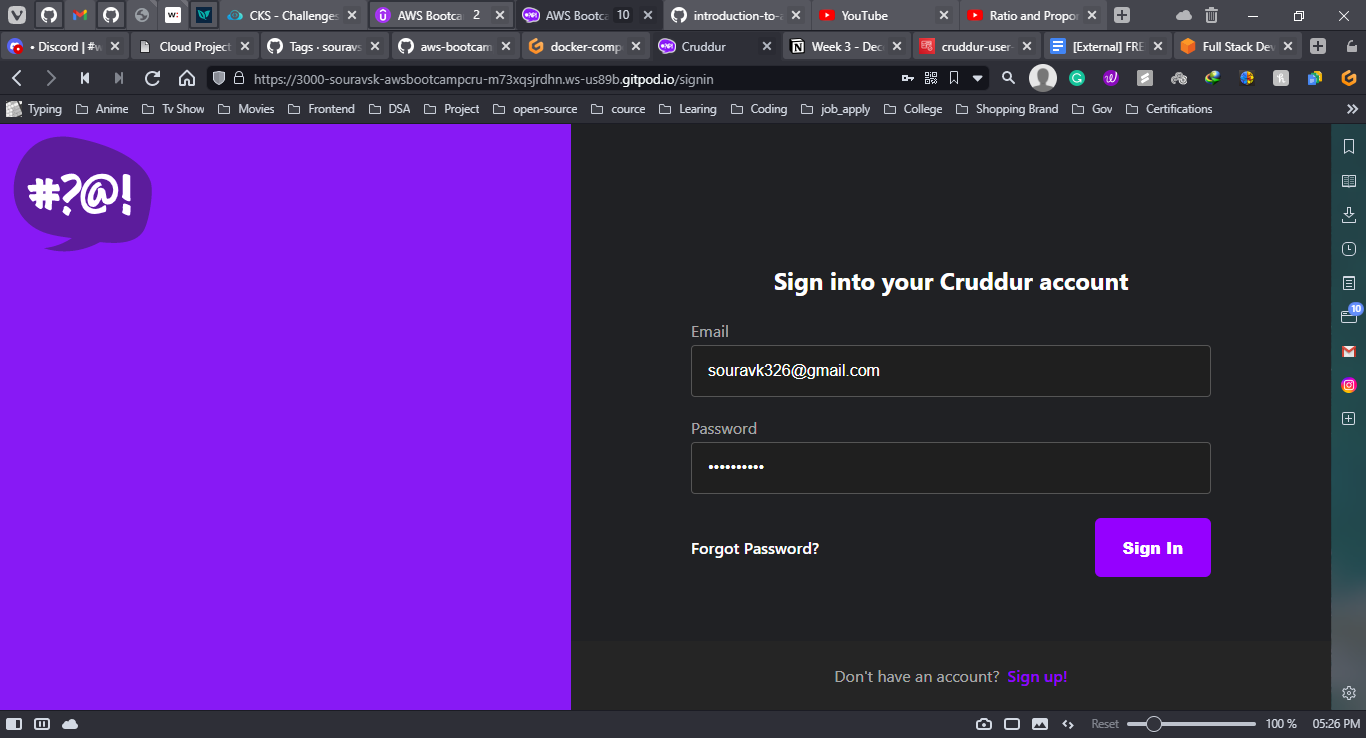 CKS - Challenges
AWS Bootca 2
AWS Bootc 10
introduction-to-
YouTube
Ratio and Propor
• Discord | #w
Cloud Project
Tags · souravs
aws-bootcam
docker-comp
Cruddur
Week 3 - Dec
cruddur-user-
[External] FRE
Full Stack Dev
https://3000-souravsk-awsbootcampcru-m73xqsjrdhn.ws-us89b.gitpod.io/signin
Typing
Anime
Tv Show
Movies
Frontend
DSA
Project
open-source
cource
Learing
Coding
job_apply
College
Shopping Brand
Gov
Certifications
#?@!
Sign into your Cruddur account
Email
souravk326@gmail.com
Password
••••••••••
Forgot Password?
Sign In
Don't have an account? Sign up!
10
Reset
100 %
05:26 PM